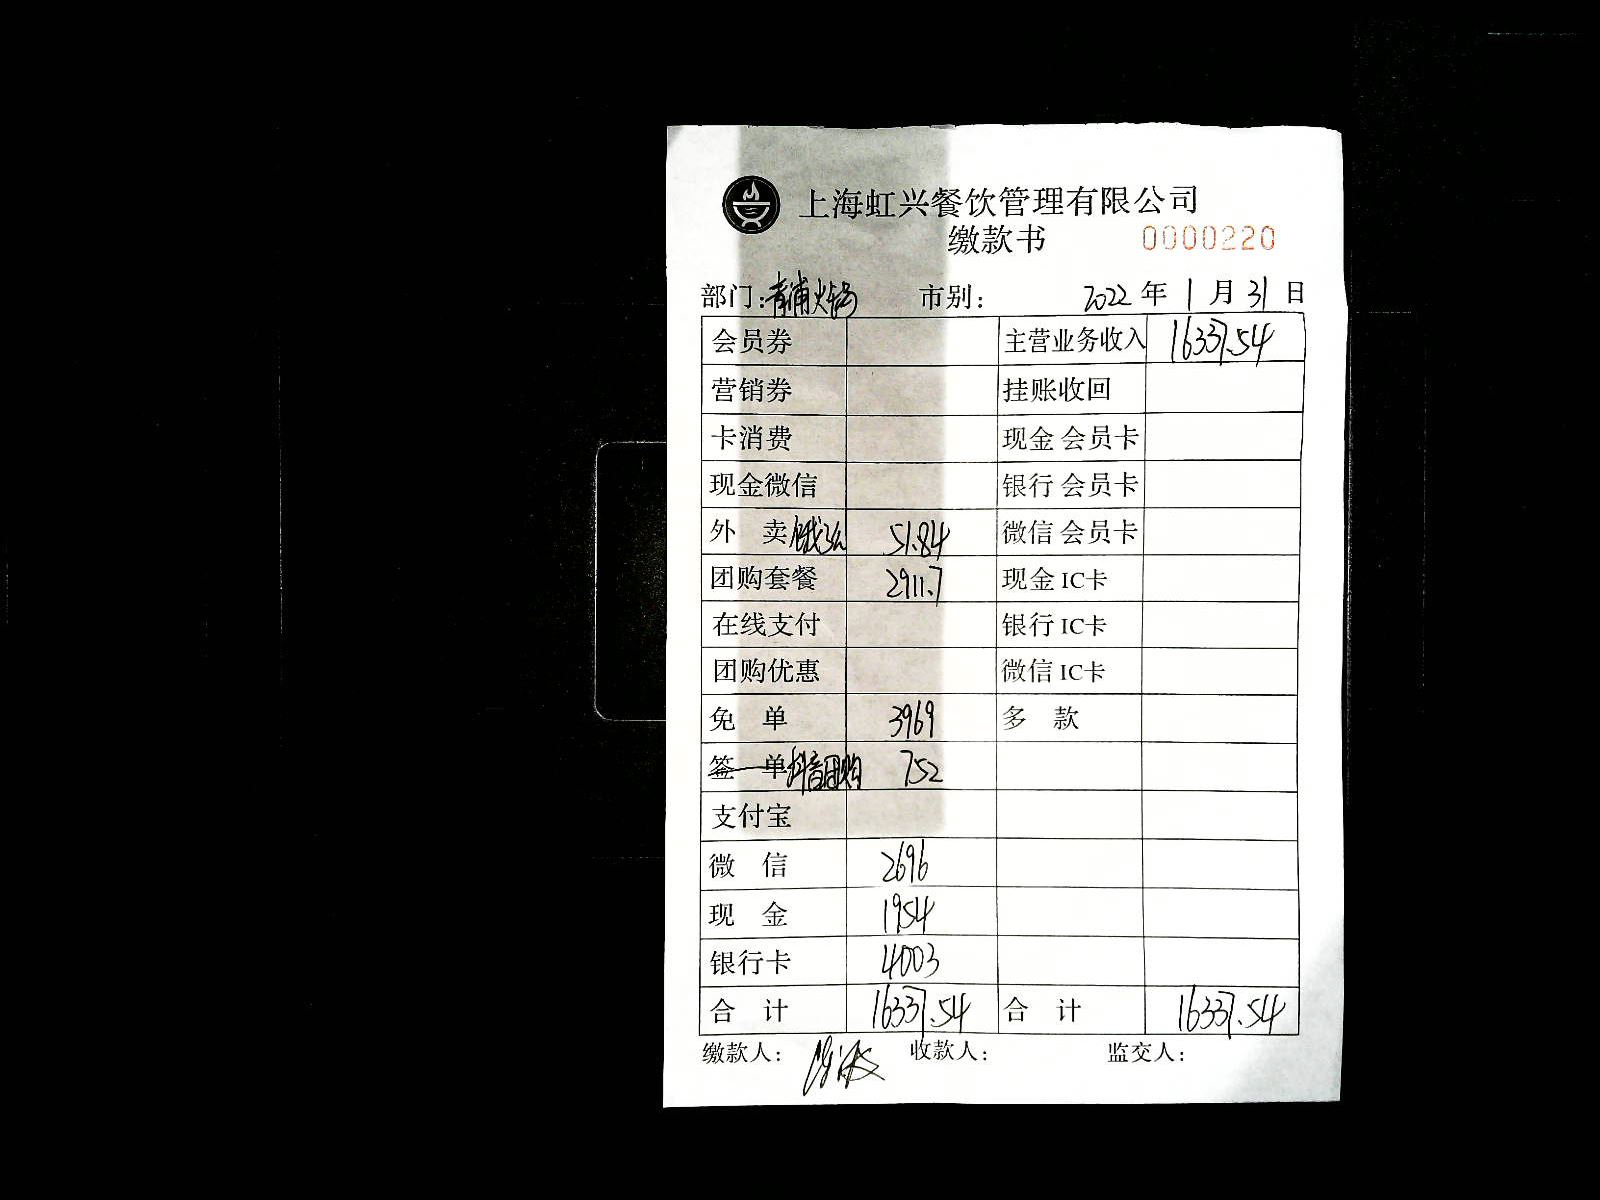 上海虹兴餐饮管理有限公司
缴款书 0000220
部门:青浦火锅 市别: 2022 年 1 月 31 日
会员券 主营业务收入 16337.54
营销券 挂账收回
卡消费 现金 会员卡
现金微信 银行 会员卡
外 卖 饿了么 51.84 微信 会员卡
团购套餐 2911.7 现金 IC卡
在线支付 银行 IC卡
团购优惠 微信 IC卡
免 单 3969 多 款
签 单 抖音团购 752
支付宝
微 信 2696
现 金 1954
银行卡 4003
合 计 16337.54 合 计 16337.54
缴款人: 收款人: 监交人: